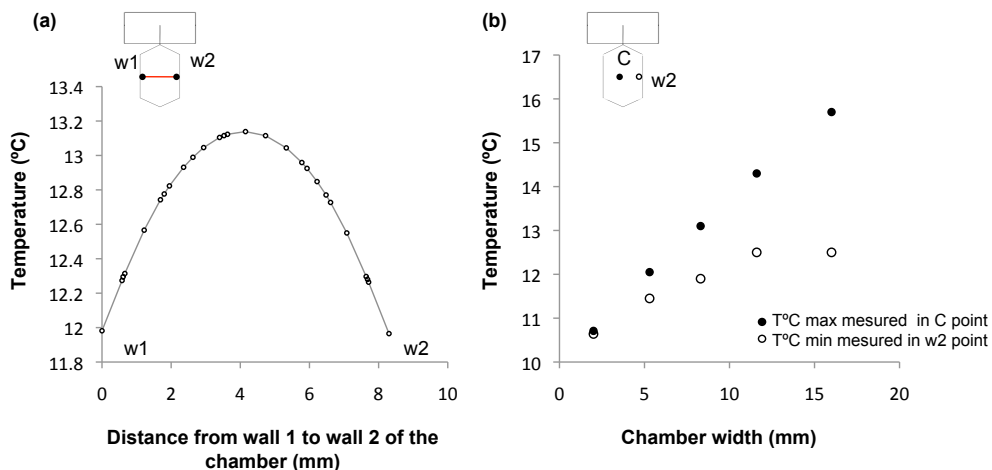 (a)
w1
w2
13.4
13.2
13
12.8
12.6
12.4
12.2
12
11.8
Temperature (ºC)
w1
w2
0
2
4
6
8
10
Distance from wall 1 to wall 2 of the
chamber (mm)
(b)
C
w2
17
16
15
14
13
12
11
10
Temperature (ºC)
TºC max mesured in C point
TºC min mesured in w2 point
0
5
10
15
20
Chamber width (mm)